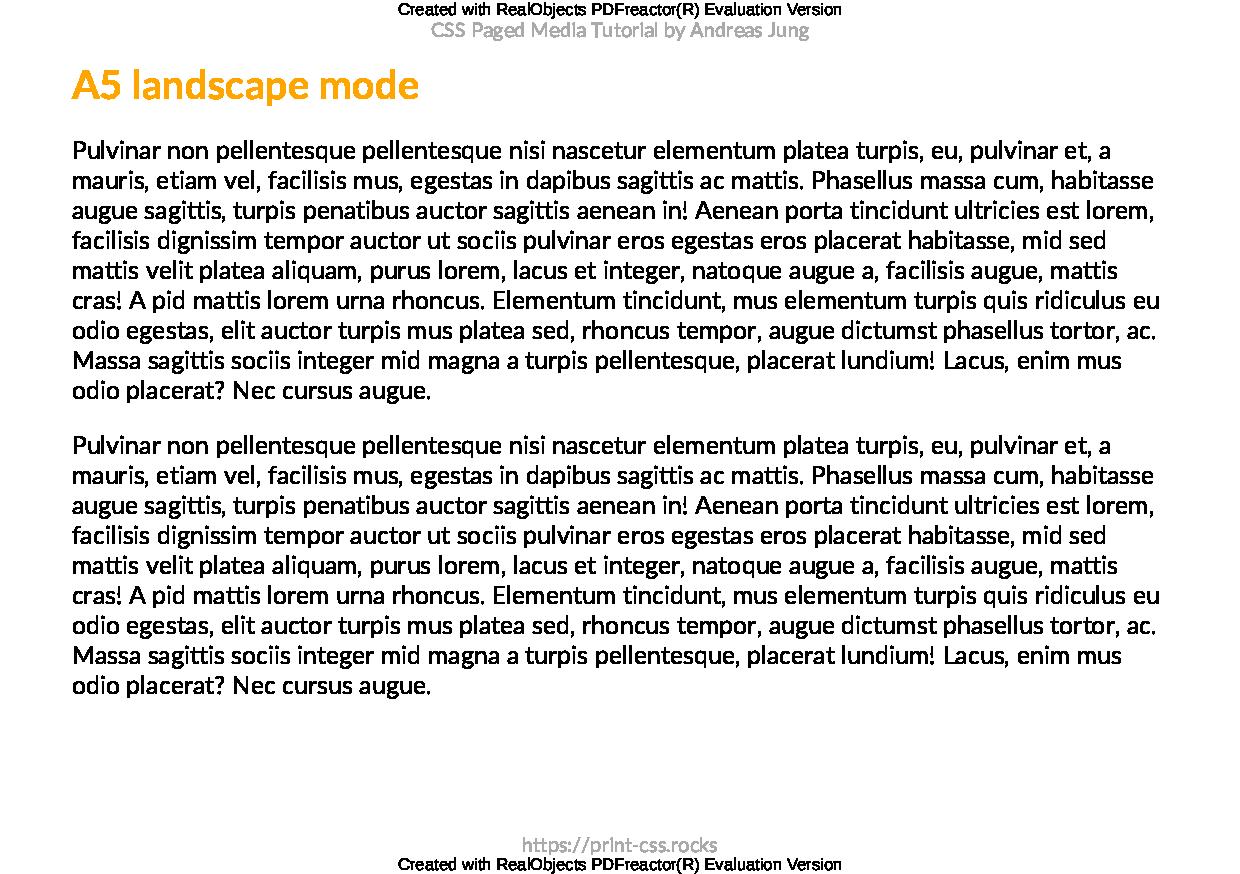 Created with RealObjects PDFreactor(R) Evaluation Version
CSS Paged Media Tutorial by Andreas Jung
A5 landscape mode
Pulvinar non pellentesque pellentesque nisi nascetur elementum platea turpis, eu, pulvinar et, a
mauris, etiam vel, facilisis mus, egestas in dapibus sagittis ac mattis. Phasellus massa cum, habitasse
augue sagittis, turpis penatibus auctor sagittis aenean in! Aenean porta tincidunt ultricies est lorem,
facilisis dignissim tempor auctor ut sociis pulvinar eros egestas eros placerat habitasse, mid sed
mattis velit platea aliquam, purus lorem, lacus et integer, natoque augue a, facilisis augue, mattis
cras! A pid mattis lorem urna rhoncus. Elementum tincidunt, mus elementum turpis quis ridiculus eu
odio egestas, elit auctor turpis mus platea sed, rhoncus tempor, augue dictumst phasellus tortor, ac.
Massa sagittis sociis integer mid magna a turpis pellentesque, placerat lundium! Lacus, enim mus
odio placerat? Nec cursus augue.
Pulvinar non pellentesque pellentesque nisi nascetur elementum platea turpis, eu, pulvinar et, a
mauris, etiam vel, facilisis mus, egestas in dapibus sagittis ac mattis. Phasellus massa cum, habitasse
augue sagittis, turpis penatibus auctor sagittis aenean in! Aenean porta tincidunt ultricies est lorem,
facilisis dignissim tempor auctor ut sociis pulvinar eros egestas eros placerat habitasse, mid sed
mattis velit platea aliquam, purus lorem, lacus et integer, natoque augue a, facilisis augue, mattis
cras! A pid mattis lorem urna rhoncus. Elementum tincidunt, mus elementum turpis quis ridiculus eu
odio egestas, elit auctor turpis mus platea sed, rhoncus tempor, augue dictumst phasellus tortor, ac.
Massa sagittis sociis integer mid magna a turpis pellentesque, placerat lundium! Lacus, enim mus
odio placerat? Nec cursus augue.
https://print-css.rocks
Created with RealObjects PDFreactor(R) Evaluation Version